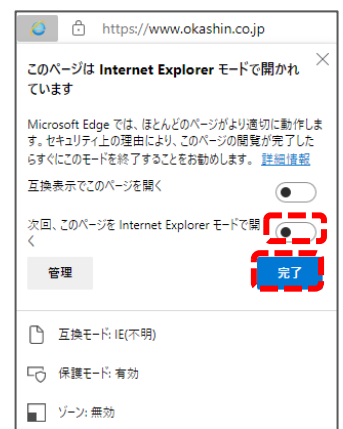 https://www.okashin.co.jp
このページは Internet Explorer モードで開かれ
ています
Microsoft Edge では、ほとんどのページがより適切に動作しま
す。セキュリティ上の理由により、このページの閲覧が完了した
らすぐにこのモードを終了することをお勧めします。 詳細情報
互換表示でこのページを開く
次回、このページを Internet Explorer モードで開
く
管理
完了
互換モード: IE(不明)
保護モード: 有効
ゾーン: 無効